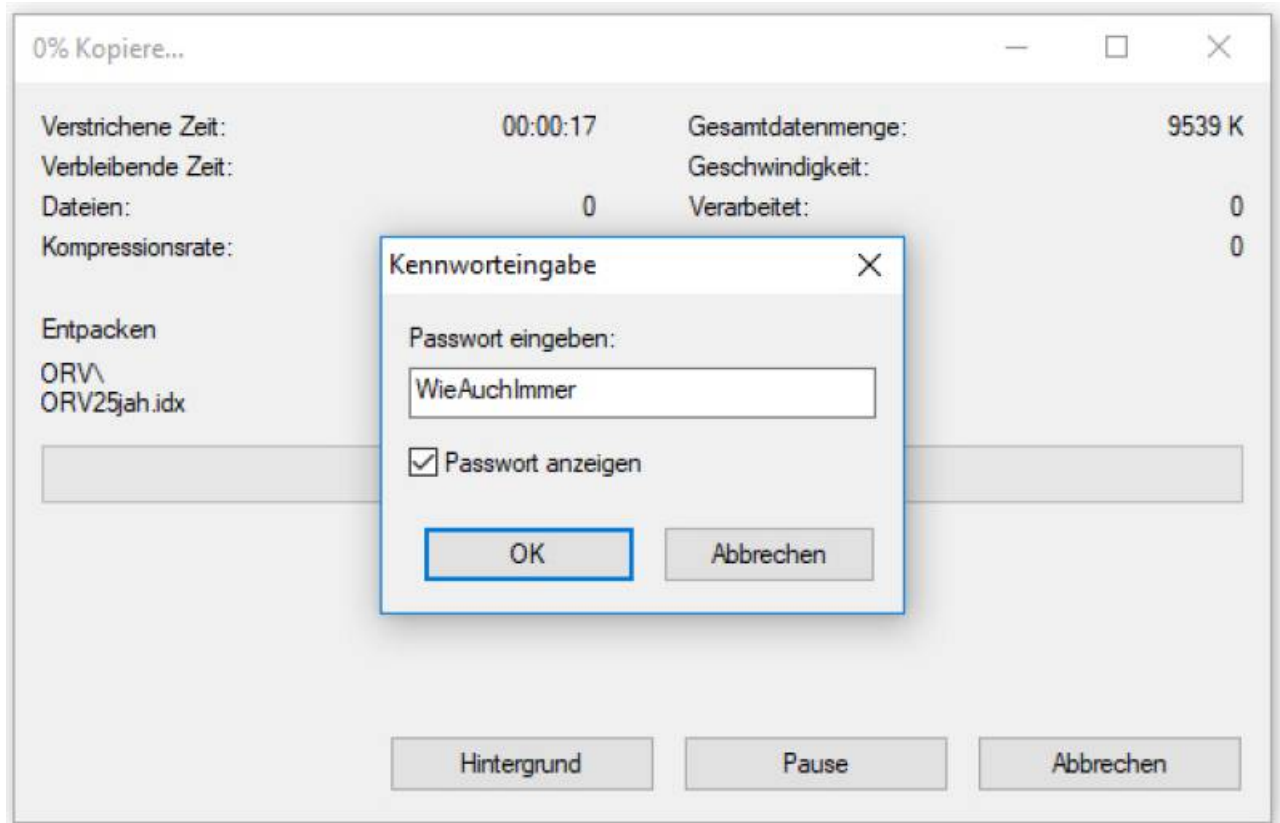 0% Kopiere...
Verstrichene Zeit: 00:00:17 Gesamtdatenmenge: 9539 K
Verbleibende Zeit: Geschwindigkeit:
Dateien: 0 Verarbeitet: 0
Kompressionsrate: 0
Kennworteingabe
Entpacken
ORV\
ORV25jah.idx
Passwort eingeben:
WieAuchImmer
Passwort anzeigen
OK Abbrechen
Hintergrund Pause Abbrechen